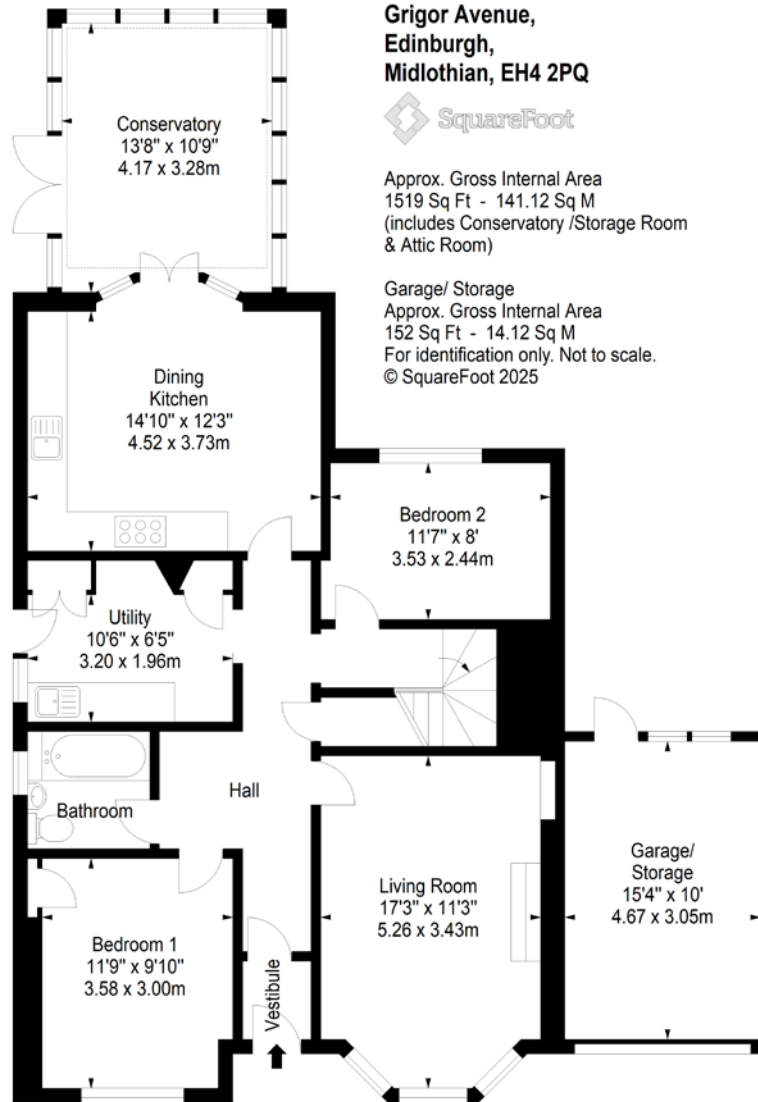 Grigor Avenue,
Edinburgh,
Midlothian, EH4 2PQ
SquareFoot
Approx. Gross Internal Area
1519 Sq Ft - 141.12 Sq M
(includes Conservatory /Storage Room
& Attic Room)
Garage/ Storage
Approx. Gross Internal Area
152 Sq Ft - 14.12 Sq M
For identification only. Not to scale.
© SquareFoot 2025
Conservatory
13'8" x 10'9"
4.17 x 3.28m
Dining
Kitchen
14'10" x 12'3"
4.52 x 3.73m
Bedroom 2
11'7" x 8'
3.53 x 2.44m
Utility
10'6" x 6'5"
3.20 x 1.96m
Bathroom
Hall
Living Room
17'3" x 11'3"
5.26 x 3.43m
Garage/
Storage
15'4" x 10'
4.67 x 3.05m
Bedroom 1
11'9" x 9'10"
3.58 x 3.00m
Vestibule